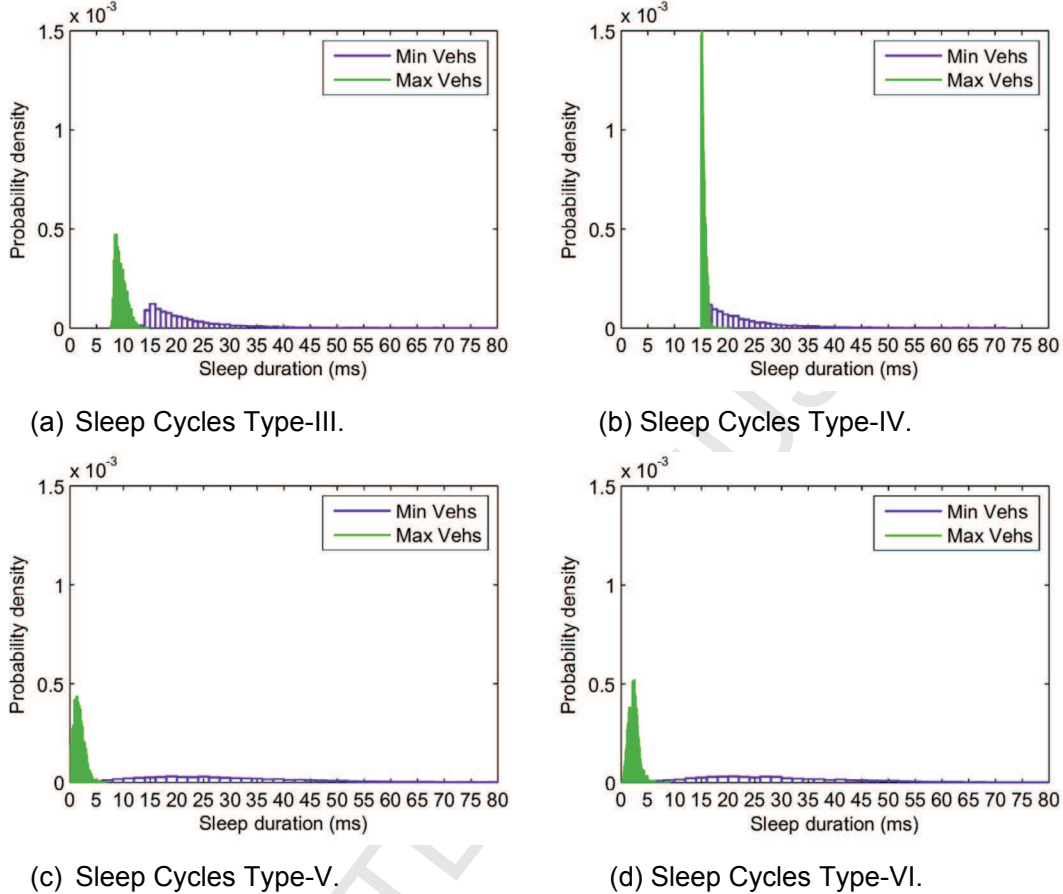 x 10⁻³
1.5
1
0.5
0
Probability density
Min Vehs
Max Vehs
0 5 10 15 20 25 30 35 40 45 50 55 60 65 70 75 80
Sleep duration (ms)
(a) Sleep Cycles Type-III.
x 10⁻³
1.5
1
0.5
0
Probability density
Min Vehs
Max Vehs
0 5 10 15 20 25 30 35 40 45 50 55 60 65 70 75 80
Sleep duration (ms)
(b) Sleep Cycles Type-IV.
x 10⁻³
1.5
1
0.5
0
Probability density
Min Vehs
Max Vehs
0 5 10 15 20 25 30 35 40 45 50 55 60 65 70 75 80
Sleep duration (ms)
(c) Sleep Cycles Type-V.
x 10⁻³
1.5
1
0.5
0
Probability density
Min Vehs
Max Vehs
0 5 10 15 20 25 30 35 40 45 50 55 60 65 70 75 80
Sleep duration (ms)
(d) Sleep Cycles Type-VI.